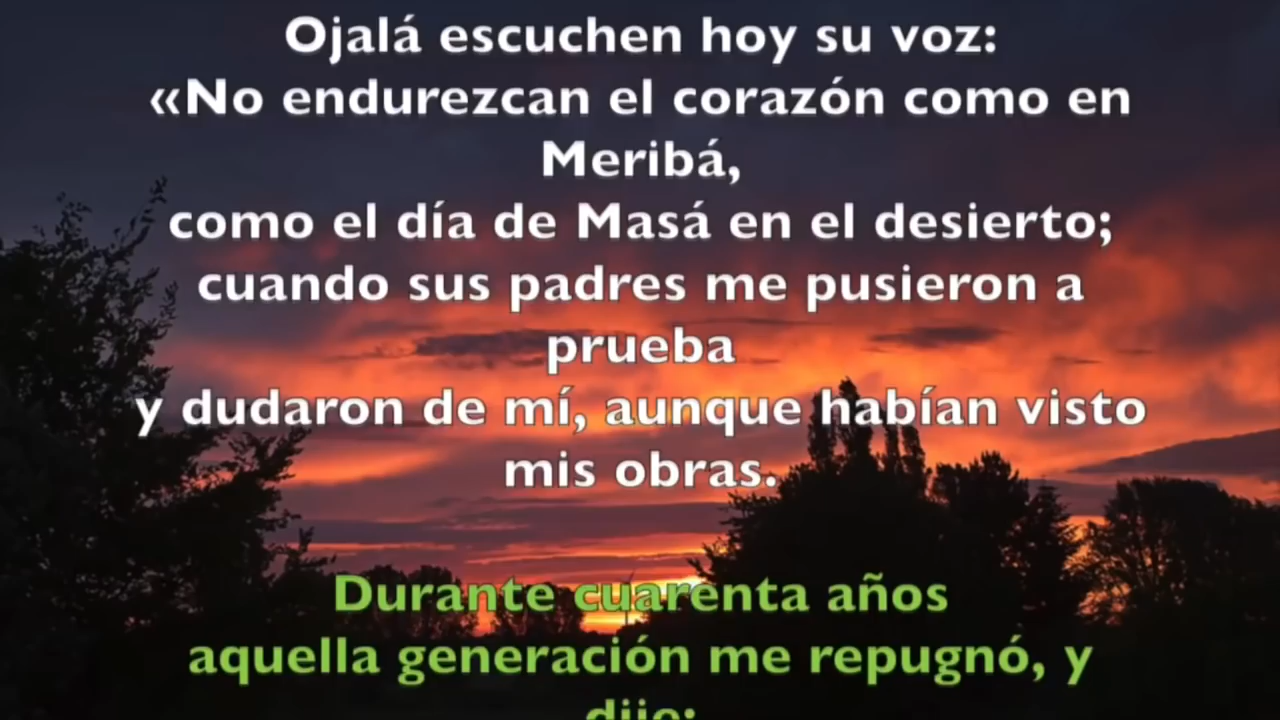 Ojalá escuchen hoy su voz:
«No endurezcan el corazón como en
Meribá,
como el día de Masá en el desierto;
cuando sus padres me pusieron a
prueba
y dudaron de mí, aunque habían visto
mis obras.
Durante cuarenta años
aquella generación me repugnó, y
dije: